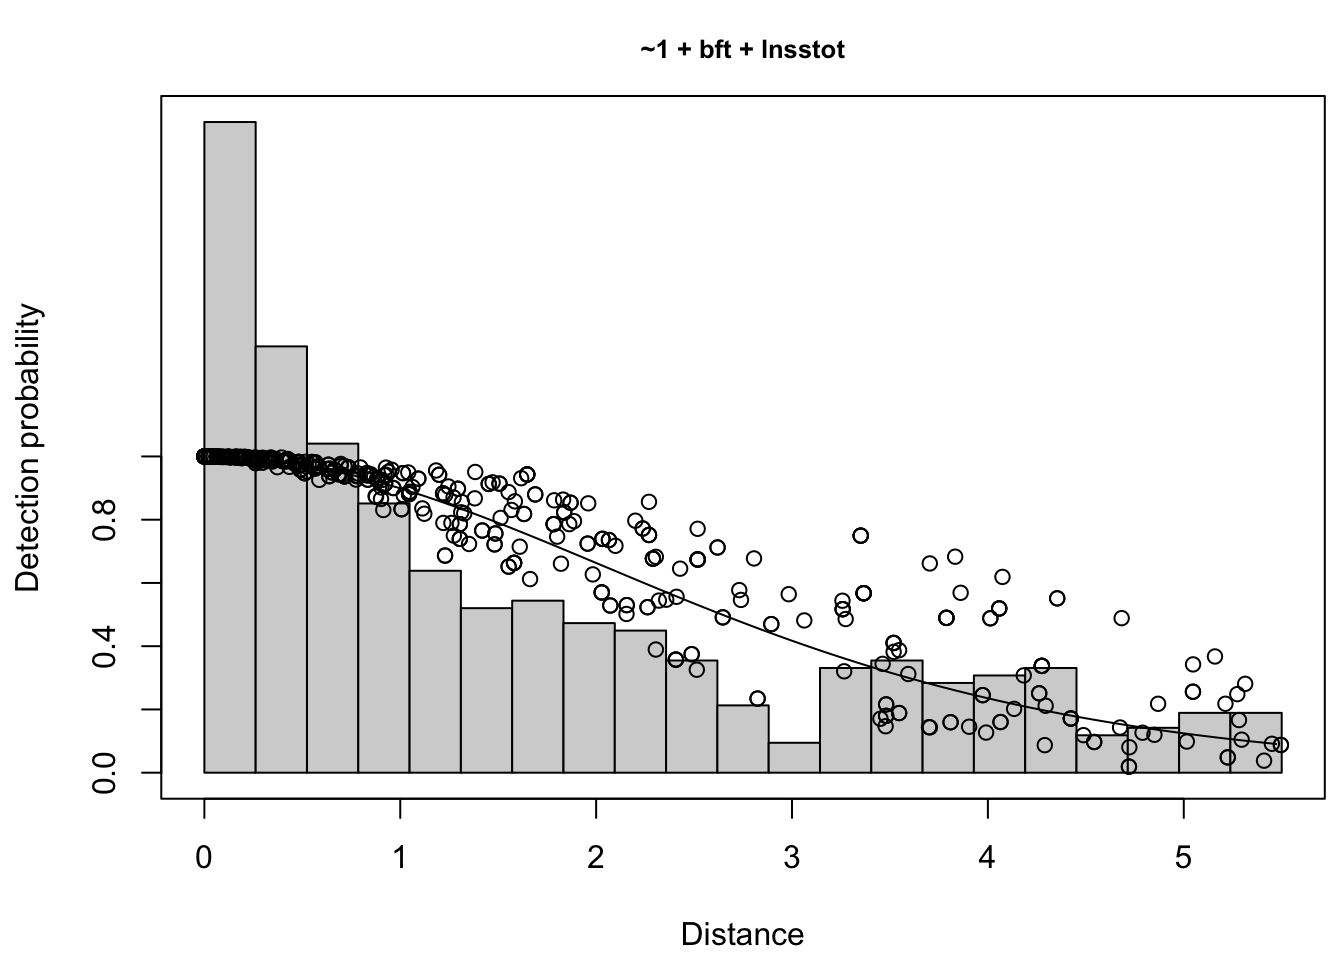 ~1 + bft + lnsstot
Detection probability
0.8
0.4
0.0
0 1 2 3 4 5
Distance